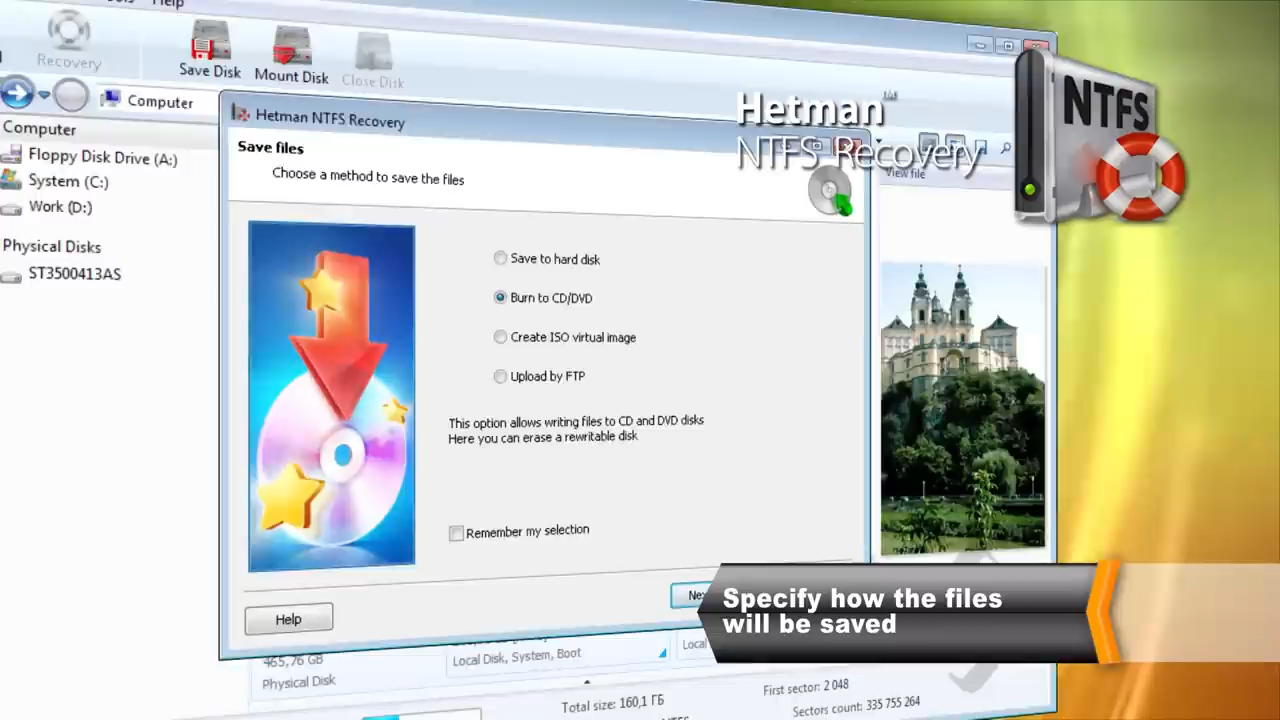 Help
Recovery
Save Disk
Mount Disk
Close Disk
Computer
Computer
Floppy Disk Drive (A:)
System (C:)
Work (D:)
Physical Disks
ST3500413AS
Hetman NTFS Recovery
Save files
Choose a method to save the files
Save to hard disk
Burn to CD/DVD
Create ISO virtual image
Upload by FTP
This option allows writing files to CD and DVD disks
Here you can erase a rewritable disk
Remember my selection
Help
Hetman
NTFS Recovery
NTFS
View file
Specify how the files
will be saved
465,76 GB
Physical Disk
Local Disk, System, Boot
Local
Total size: 160,1 ГБ
First sector: 2 048
Sectors count: 335 755 264